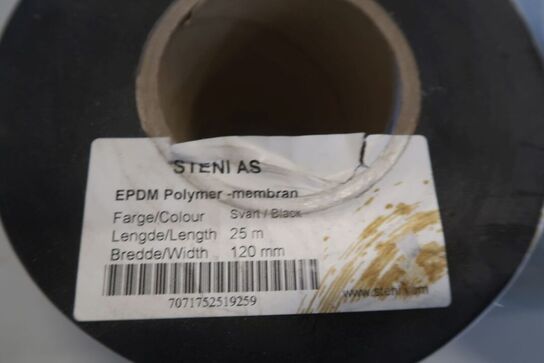 STENI AS
EPDM Polymer -membran
Farge/Colour Svart / Black
Lengde/Length 25 m
Bredde/Width 120 mm
7071752519259